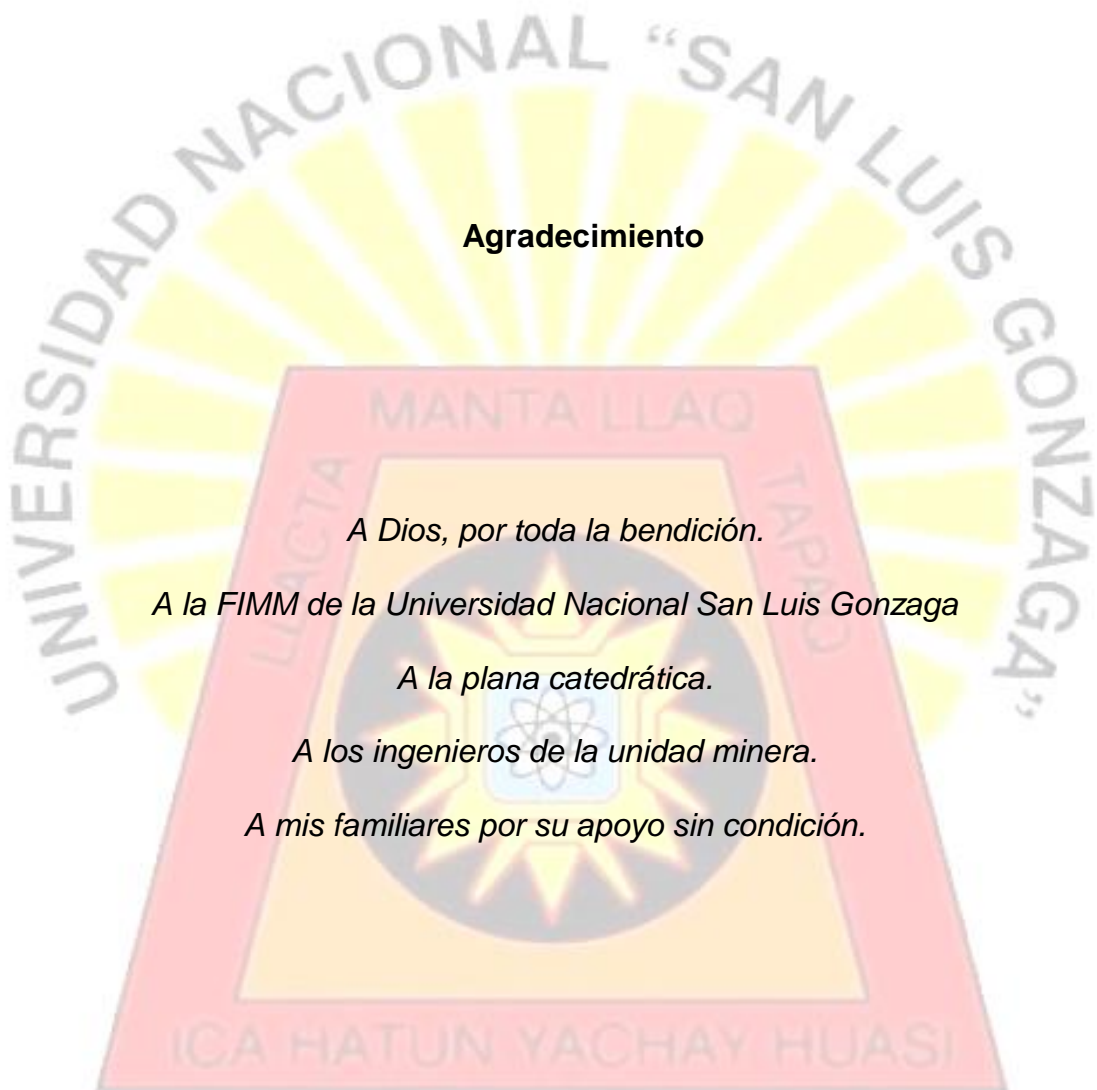 UNIVERSIDAD NACIONAL “SAN LUIS GONZAGA”
Agradecimiento
MANTA LLAQ
LLACTA
TAPAQ
A Dios, por toda la bendición.
A la FIMM de la Universidad Nacional San Luis Gonzaga
A la plana catedrática.
A los ingenieros de la unidad minera.
A mis familiares por su apoyo sin condición.
ICA HATUN YACHAY HUASI